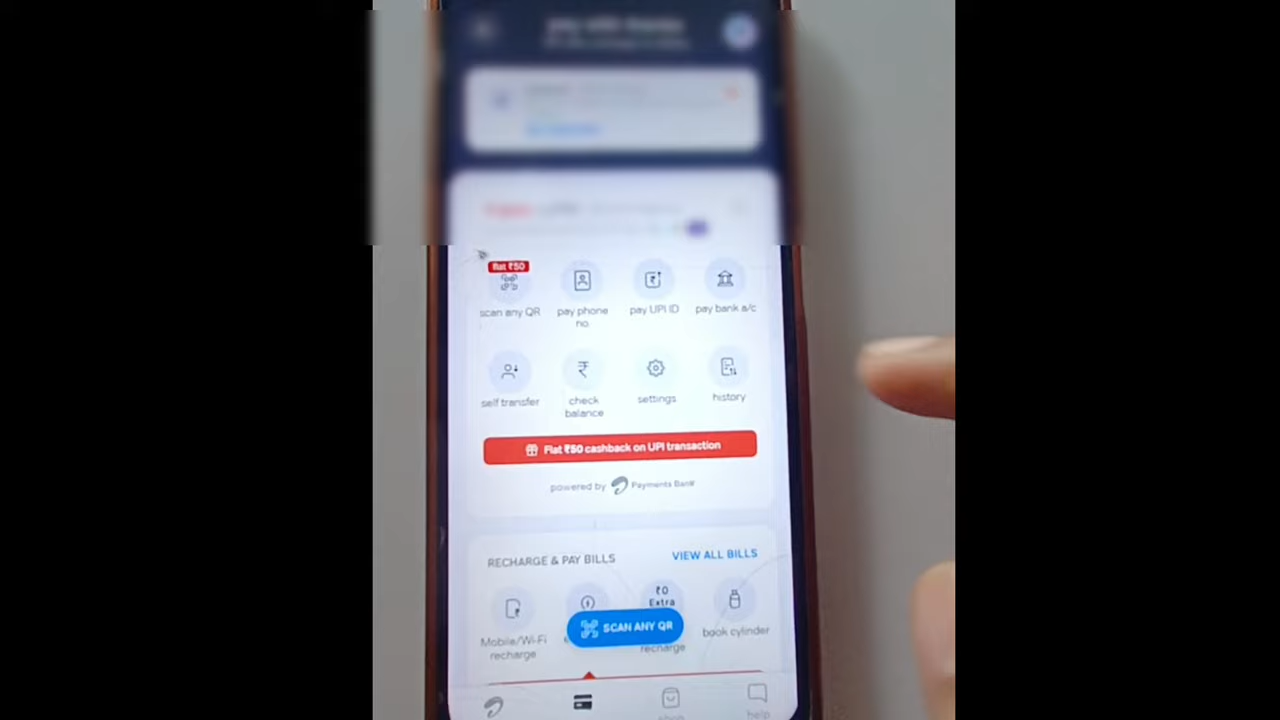 flat ₹50
scan any QR
pay phone
no.
pay UPI ID
pay bank a/c
self transfer
check
balance
settings
history
Flat ₹50 cashback on UPI transaction
powered by
Payments Bank
RECHARGE & PAY BILLS
VIEW ALL BILLS
₹0
Extra
SCAN ANY QR
Mobile/Wi-Fi
recharge
recharge
book cylinder
shop
help